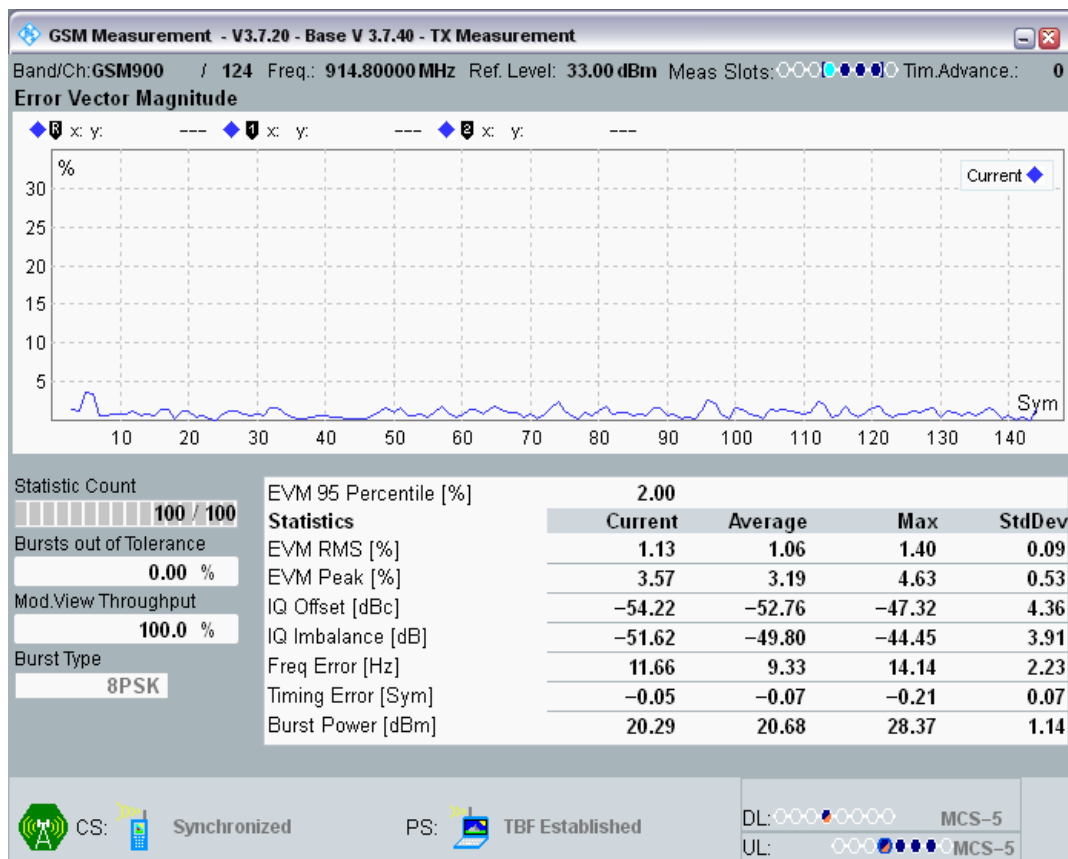 GSM Measurement - V3.7.20 - Base V 3.7.40 - TX Measurement
Band/Ch:GSM900 / 124 Freq.: 914.80000 MHz Ref. Level: 33.00 dBm Meas Slots: Tim.Advance.: 0
Error Vector Magnitude
R x: y: --- 1 x: y: --- 2 x: y: ---
%
Current
30
25
20
15
10
5
Sym
10 20 30 40 50 60 70 80 90 100 110 120 130 140
Statistic Count
100 / 100
Bursts out of Tolerance
0.00 %
Mod.View Throughput
100.0 %
Burst Type
8PSK
EVM 95 Percentile [%] 2.00
Statistics Current Average Max StdDev
EVM RMS [%] 1.13 1.06 1.40 0.09
EVM Peak [%] 3.57 3.19 4.63 0.53
IQ Offset [dBc] −54.22 −52.76 −47.32 4.36
IQ Imbalance [dB] −51.62 −49.80 −44.45 3.91
Freq Error [Hz] 11.66 9.33 14.14 2.23
Timing Error [Sym] −0.05 −0.07 −0.21 0.07
Burst Power [dBm] 20.29 20.68 28.37 1.14
CS: Synchronized PS: TBF Established
DL: MCS−5
UL: MCS−5